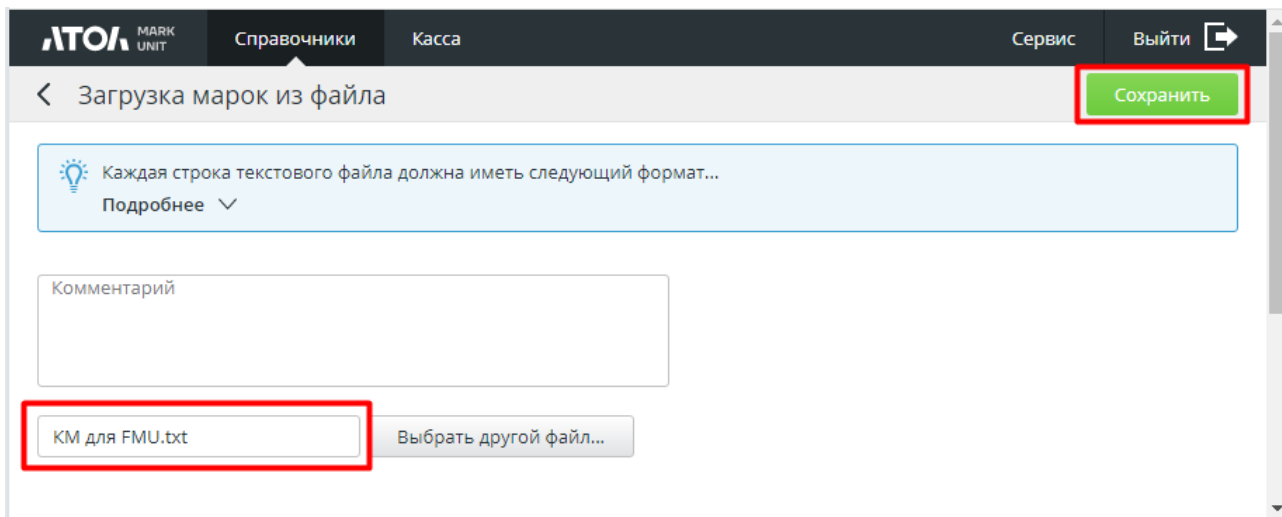 АТОЛ MARK UNIT Справочники Касса Сервис Выйти
Загрузка марок из файла Сохранить
Каждая строка текстового файла должна иметь следующий формат...
Подробнее
Комментарий
КМ для FMU.txt Выбрать другой файл...